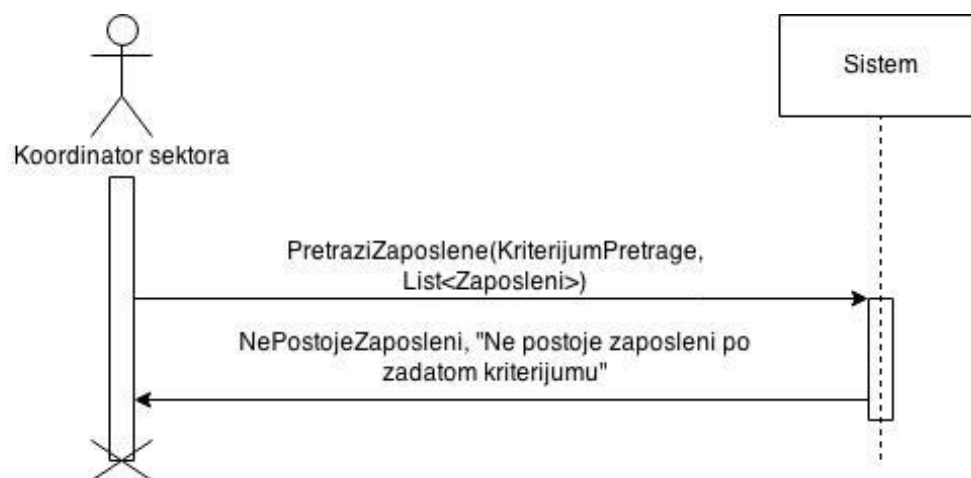 Sistem
Koordinator sektora
PretraziZaposlene(KriterijumPretrage,
List<Zaposleni>)
NePostojeZaposleni, "Ne postoje zaposleni po
zadatom kriterijumu"